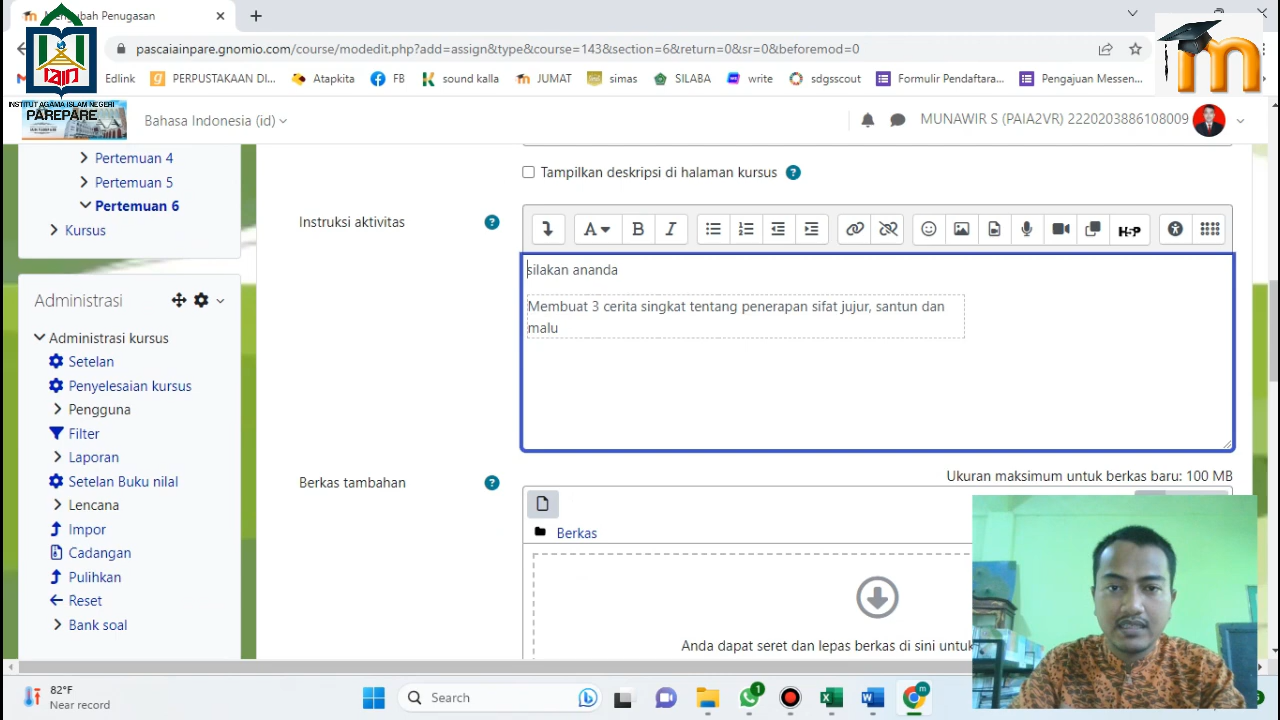 Mengubah Penugasan
pascaiainpare.gnomio.com/course/modedit.php?add=assign&type&course=143&section=6&return=0&sr=0&beforemod=0
Edlink
PERPUSTAKAAN DI...
Atapkita
FB
sound kalla
JUMAT
simas
SILABA
write
sdgsscout
Formulir Pendaftara...
Pengajuan Messen...
iain
INSTITUT AGAMA ISLAM NEGERI
PAREPARE
m
Bahasa Indonesia (id)
MUNAWIR S (PAIA2VR) 2220203886108009
Pertemuan 4
Pertemuan 5
Pertemuan 6
Kursus
Tampilkan deskripsi di halaman kursus
Instruksi aktivitas
A
B
I
H-P
silakan ananda
Membuat 3 cerita singkat tentang penerapan sifat jujur, santun dan
malu
Administrasi
Administrasi kursus
Setelan
Penyelesaian kursus
Pengguna
Filter
Laporan
Setelan Buku nilal
Lencana
Impor
Cadangan
Pulihkan
Reset
Bank soal
Ukuran maksimum untuk berkas baru: 100 MB
Berkas tambahan
Berkas
Anda dapat seret dan lepas berkas di sini untuk
82°F
Near record
Search
1